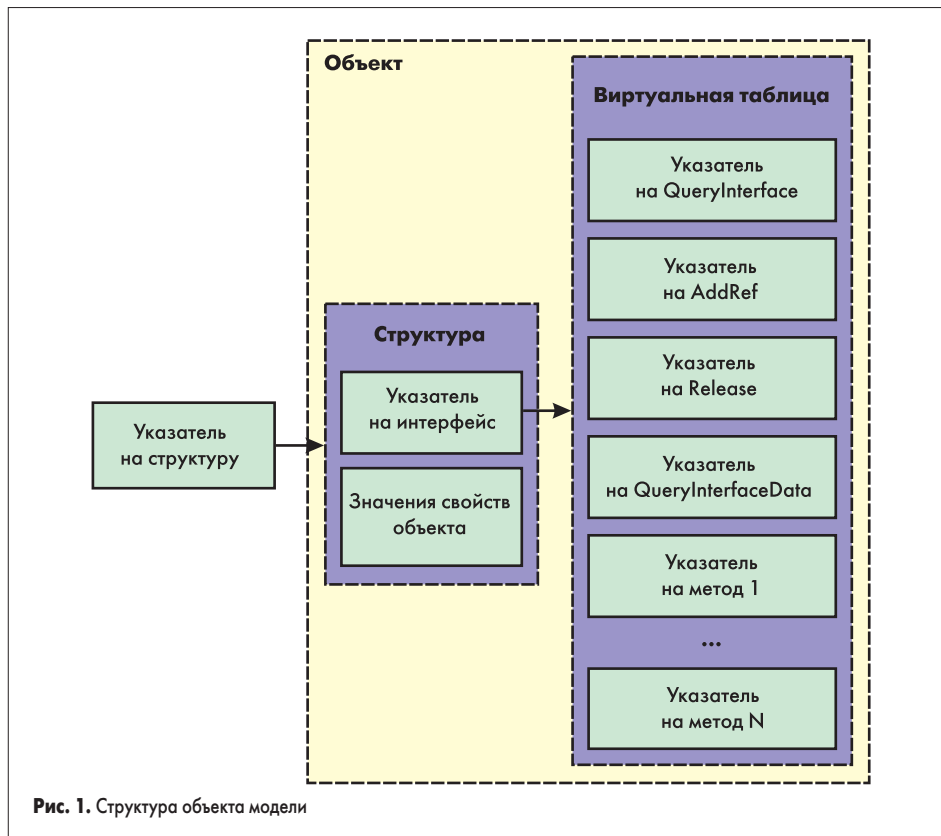 Объект
Виртуальная таблица
Указатель
на QueryInterface
Указатель
на AddRef
Структура
Указатель
на Release
Указатель
на интерфейс
Указатель
на структуру
Указатель
на QueryInterfaceData
Значения свойств
объекта
Указатель
на метод 1
...
Указатель
на метод N
Рис. 1. Структура объекта модели